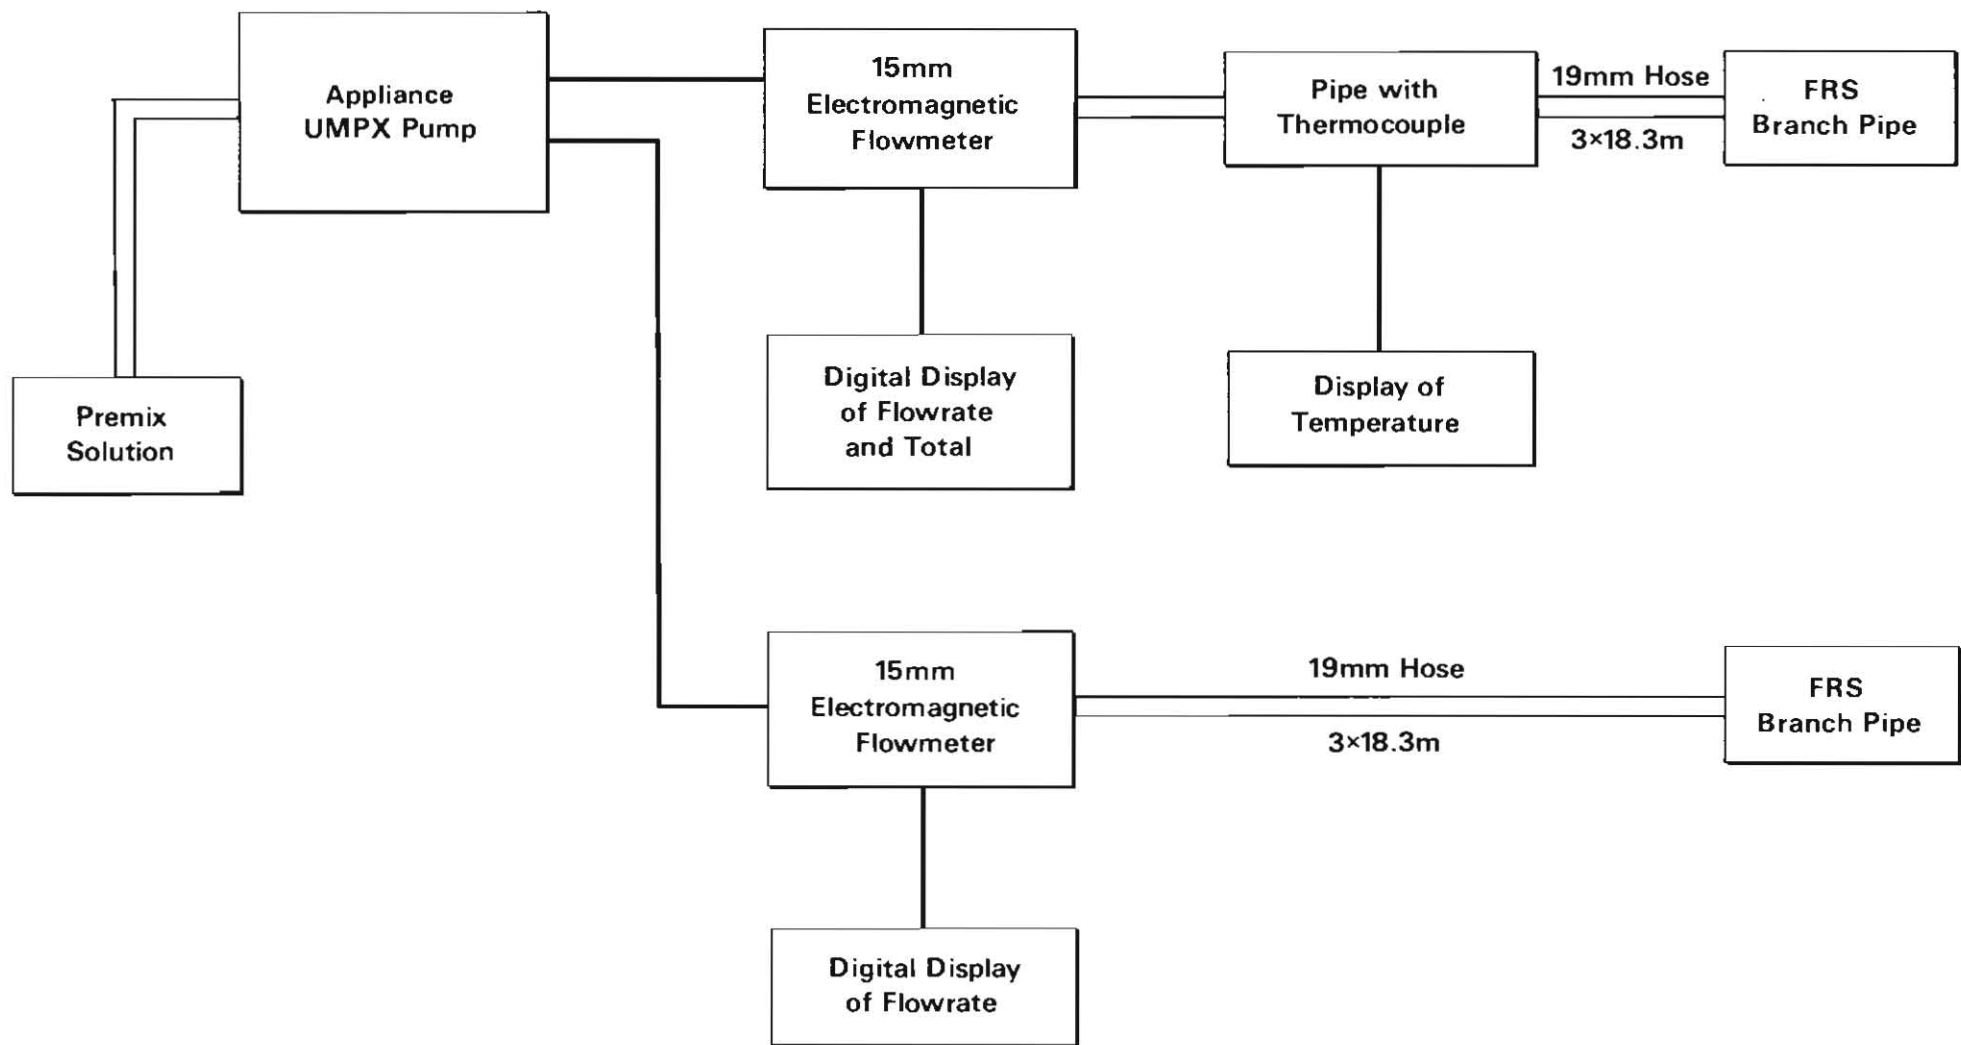 Appliance
UMPX Pump
15mm
Electromagnetic
Flowmeter
Pipe with
Thermocouple
19mm Hose
3×18.3m
FRS
Branch Pipe
Premix
Solution
Digital Display
of Flowrate
and Total
Display of
Temperature
15mm
Electromagnetic
Flowmeter
19mm Hose
3×18.3m
FRS
Branch Pipe
Digital Display
of Flowrate